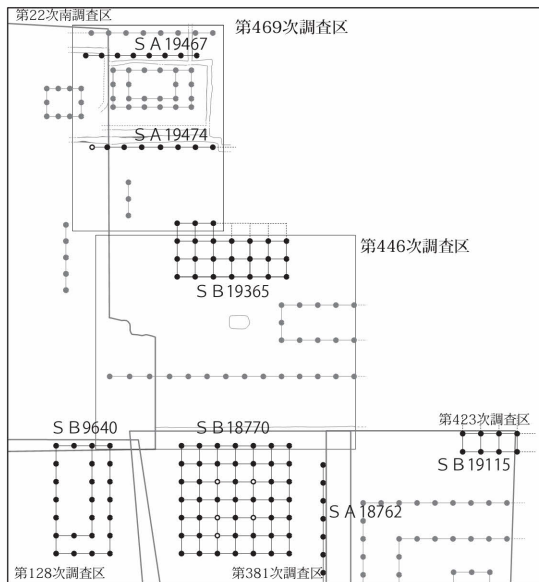 第22次南調査区
第469次調査区
ＳＡ19467
ＳＡ19474
第446次調査区
ＳＢ19365
ＳＢ9640
ＳＢ18770
第423次調査区
ＳＢ19115
ＳＡ18762
第128次調査区
第381次調査区